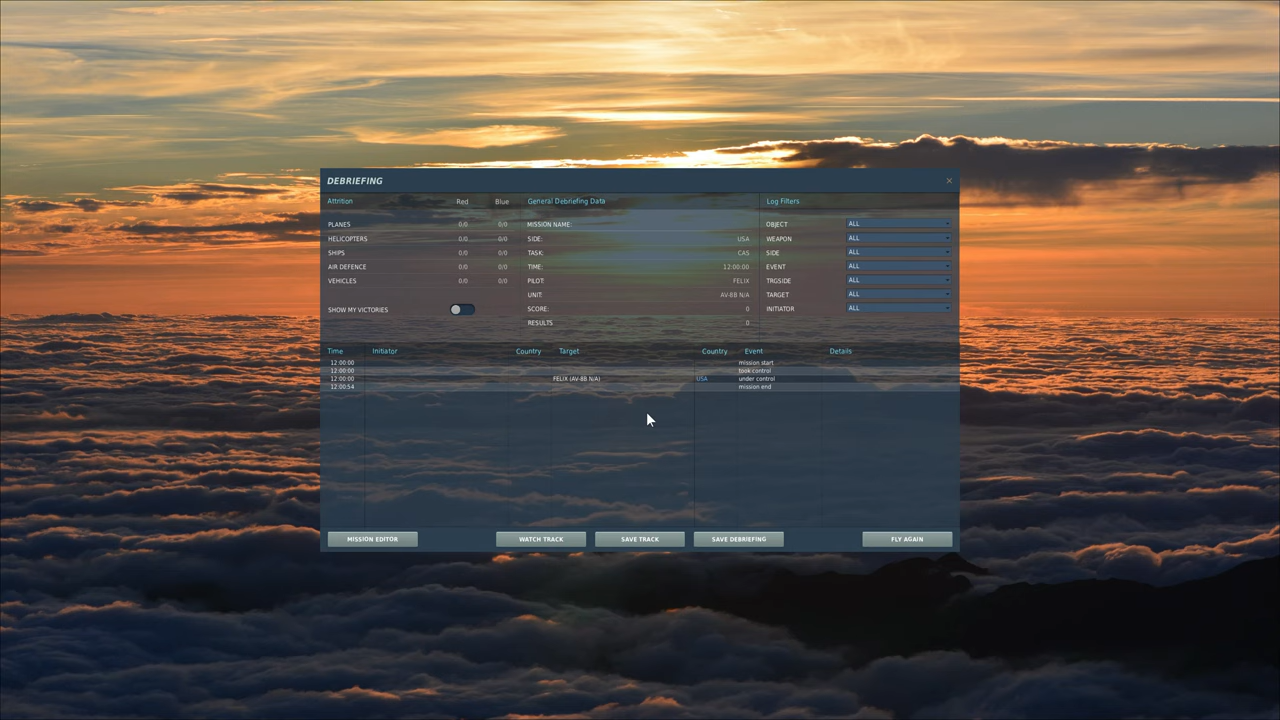 DEBRIEFING
Attrition Red Blue General Debriefing Data Log Filters
PLANES 0/0 0/0 MISSION NAME: OBJECT ALL
HELICOPTERS 0/0 0/0 SIDE: USA WEAPON ALL
SHIPS 0/0 0/0 TASK: CAS SIDE ALL
AIR DEFENCE 0/0 0/0 TIME: 12:00:00 EVENT ALL
VEHICLES 0/0 0/0 PILOT: FELIX TRGSIDE ALL
UNIT: AV-8B N/A TARGET ALL
SHOW MY VICTORIES SCORE: 0 INITIATOR ALL
RESULTS 0
Time Initiator Country Target Country Event Details
12:00:00 mission start
12:00:00 took control
12:00:00 FELIX (AV-8B N/A) USA under control
12:00:54 mission end
MISSION EDITOR WATCH TRACK SAVE TRACK SAVE DEBRIEFING FLY AGAIN